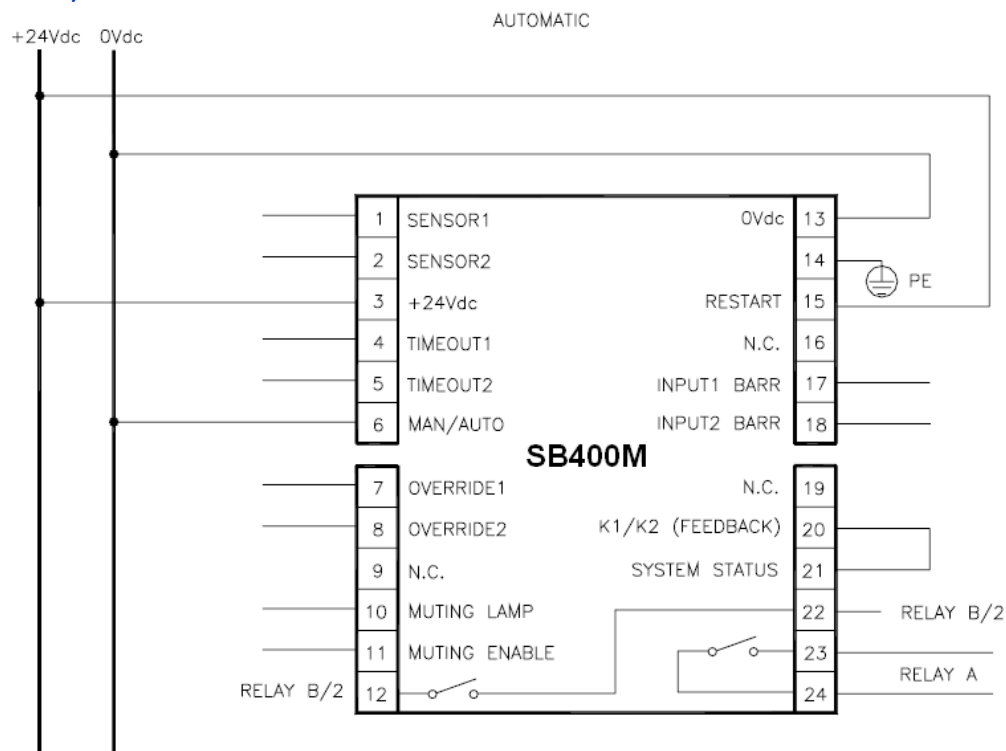 AUTOMATIC
+24Vdc 0Vdc
1 SENSOR1 0Vdc 13
2 SENSOR2 14 PE
3 +24Vdc RESTART 15
4 TIMEOUT1 N.C. 16
5 TIMEOUT2 INPUT1 BARR 17
6 MAN/AUTO INPUT2 BARR 18
SB400M
7 OVERRIDE1 N.C. 19
8 OVERRIDE2 K1/K2 (FEEDBACK) 20
9 N.C. SYSTEM STATUS 21
10 MUTING LAMP 22 RELAY B/2
11 MUTING ENABLE 23
RELAY A
RELAY B/2 12 24